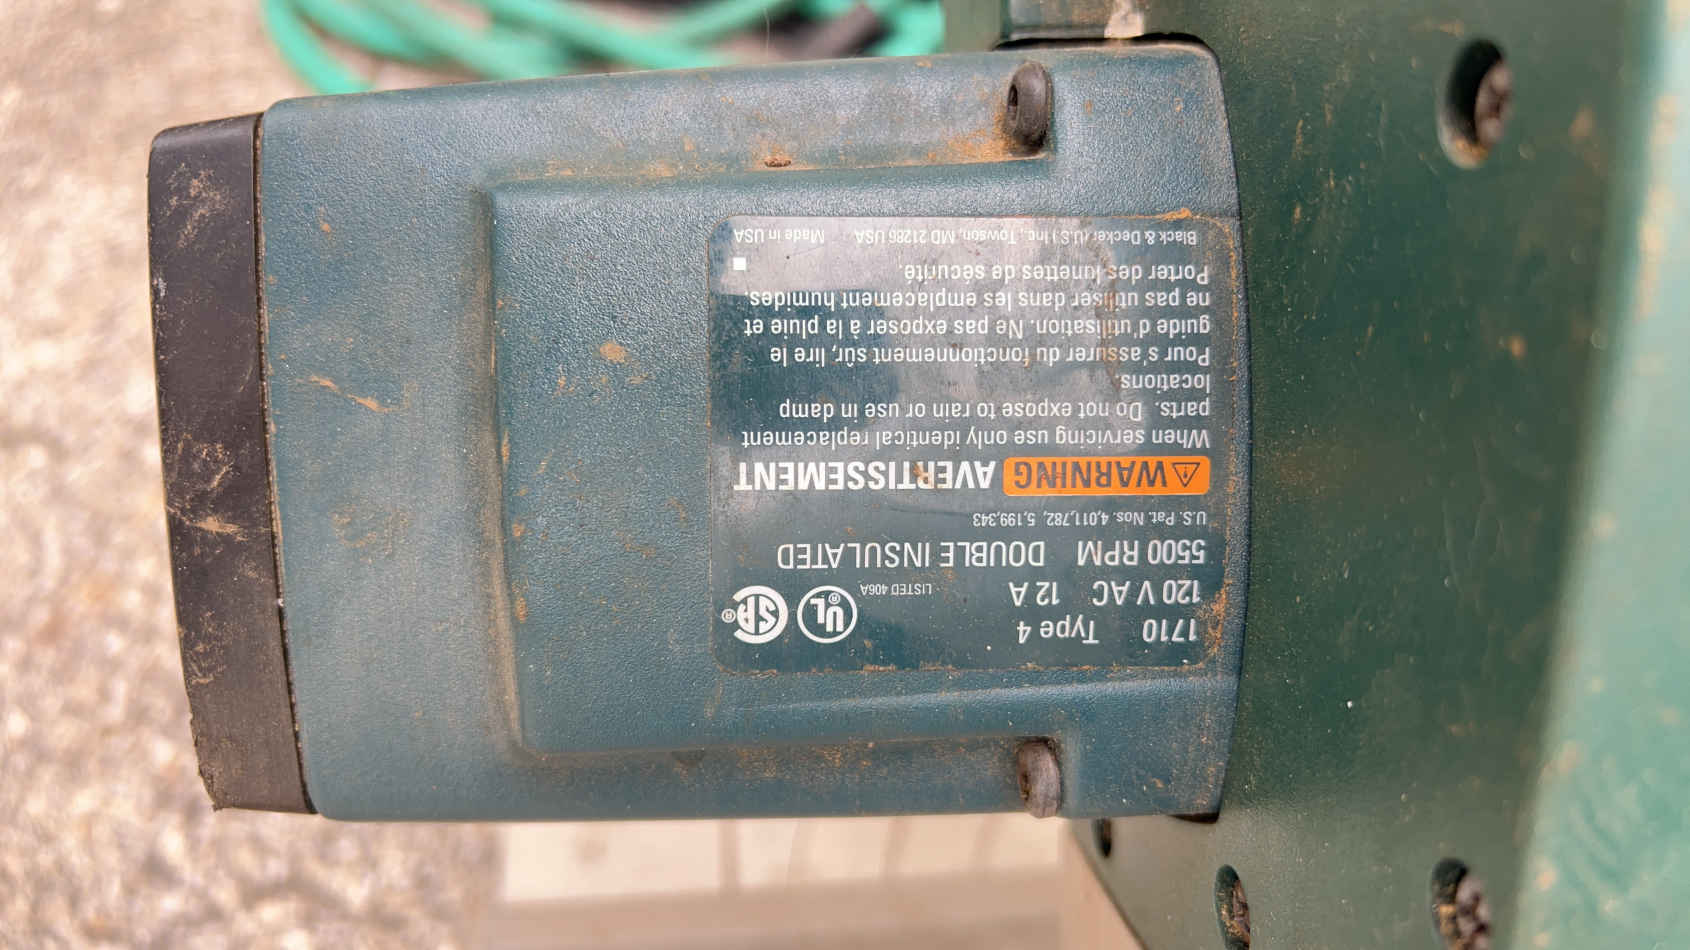 1710 Type 4
120 V AC 12 A LISTED 406A UL® SA®
5500 RPM DOUBLE INSULATED
U.S. Pat. Nos. 4,011,782, 5,199,343
WARNING AVERTISSEMENT
When servicing use only identical replacement
parts. Do not expose to rain or use in damp
locations.
Pour s'assurer du fonctionnement sûr, lire le
guide d'utilisation. Ne pas exposer à la pluie et
ne pas utiliser dans les emplacement humides.
Porter des lunettes de sécurité.
Black & Decker (U.S.) Inc., Towson, MD 21286 USA Made in USA